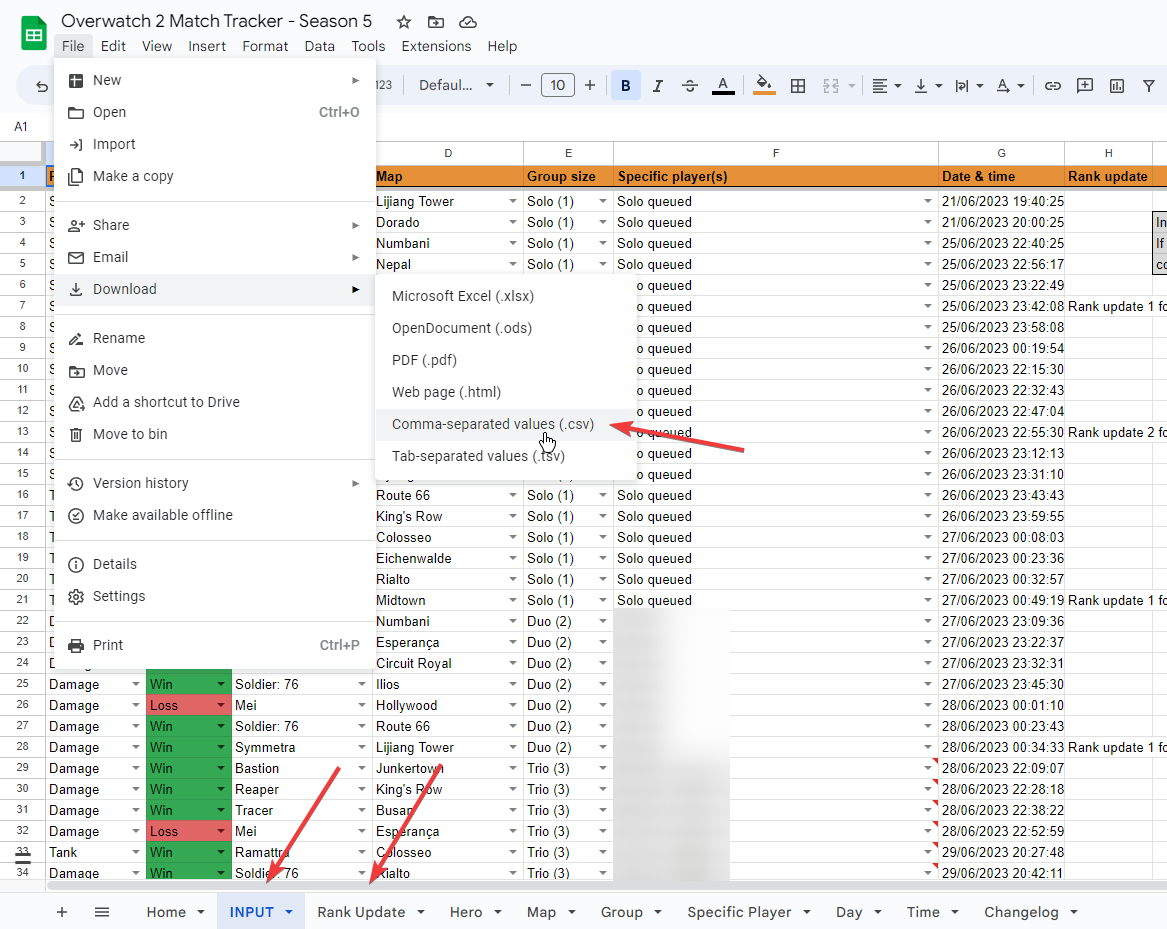 Overwatch 2 Match Tracker - Season 5
File Edit View Insert Format Data Tools Extensions Help
123 Defaul... 10 B I A
A1
D E F G H
1 Map Group size Specific player(s) Date & time Rank update
2 Lijiang Tower Solo (1) Solo queued 21/06/2023 19:40:25
3 Dorado Solo (1) Solo queued 21/06/2023 20:00:25 In
4 Numbani Solo (1) Solo queued 25/06/2023 22:40:25 If
5 Nepal Solo (1) Solo queued 25/06/2023 22:56:17 co
6 o queued 25/06/2023 23:22:49
7 o queued 25/06/2023 23:42:08 Rank update 1 fo
8 o queued 25/06/2023 23:58:08
9 o queued 26/06/2023 00:19:54
10 o queued 26/06/2023 22:15:30
11 o queued 26/06/2023 22:32:43
12 o queued 26/06/2023 22:47:04
13 o queued 26/06/2023 22:55:30 Rank update 2 fo
14 o queued 26/06/2023 23:12:13
15 o queued 26/06/2023 23:31:10
16 Route 66 Solo (1) Solo queued 26/06/2023 23:43:43
17 King's Row Solo (1) Solo queued 26/06/2023 23:59:55
18 Colosseo Solo (1) Solo queued 27/06/2023 00:08:03
19 Eichenwalde Solo (1) Solo queued 27/06/2023 00:23:36
20 Rialto Solo (1) Solo queued 27/06/2023 00:32:57
21 Midtown Solo (1) Solo queued 27/06/2023 00:49:19 Rank update 1 fo
22 Numbani Duo (2) 27/06/2023 23:09:36
23 Esperança Duo (2) 27/06/2023 23:22:37
24 Circuit Royal Duo (2) 27/06/2023 23:32:31
25 Damage Win Soldier: 76 Ilios Duo (2) 27/06/2023 23:45:30
26 Damage Loss Mei Hollywood Duo (2) 28/06/2023 00:01:10
27 Damage Win Soldier: 76 Route 66 Duo (2) 28/06/2023 00:23:43
28 Damage Win Symmetra Lijiang Tower Duo (2) 28/06/2023 00:34:33 Rank update 1 fo
29 Damage Win Bastion Junkertown Trio (3) 28/06/2023 22:09:07
30 Damage Win Reaper King's Row Trio (3) 28/06/2023 22:28:18
31 Damage Win Tracer Busan Trio (3) 28/06/2023 22:38:22
32 Damage Loss Mei Esperança Trio (3) 28/06/2023 22:52:59
33 Tank Win Ramattra Colosseo Trio (3) 29/06/2023 20:27:48
34 Damage Win Soldier: 76 Rialto Trio (3) 29/06/2023 20:42:11
New
Open Ctrl+O
Import
Make a copy
Share
Email
Download
Rename
Move
Add a shortcut to Drive
Move to bin
Version history
Make available offline
Details
Settings
Print Ctrl+P
Microsoft Excel (.xlsx)
OpenDocument (.ods)
PDF (.pdf)
Web page (.html)
Comma-separated values (.csv)
Tab-separated values (.tsv)
Home INPUT Rank Update Hero Map Group Specific Player Day Time Changelog